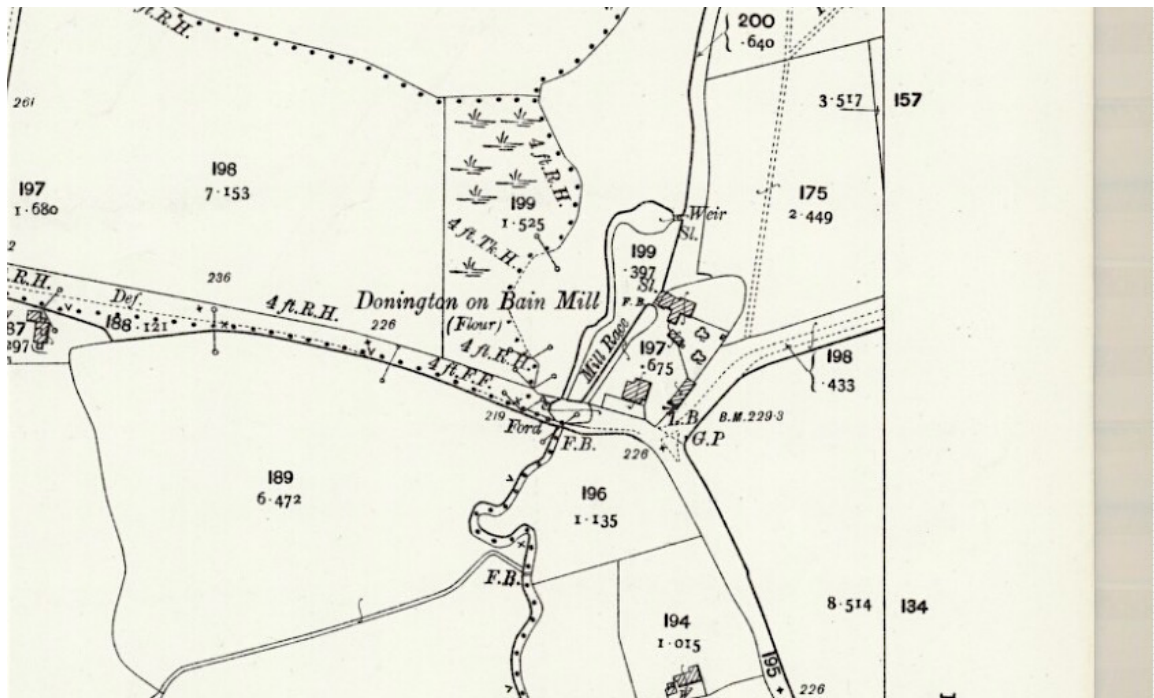 ft.R.H.
200
·640
261
3·517
157
198
7·153
4 ft.R.H.
175
2·449
197
1·680
199
1·525
Weir
Sl.
4 ft.Tk.H.
199
·397
Sl.
R.H.
Def.
236
4 ft.R.H.
Donington on Bain Mill
(Flour)
F.B.
188 ·121
226
87
·397
4 ft.R.H.
Mill Race
197
·675
198
·433
4 ft.F.F.
219
Ford
F.B.
L.B.
B.M.229·3
G.P
226
189
6·472
196
1·135
F.B.
8·514
134
194
1·015
195
226